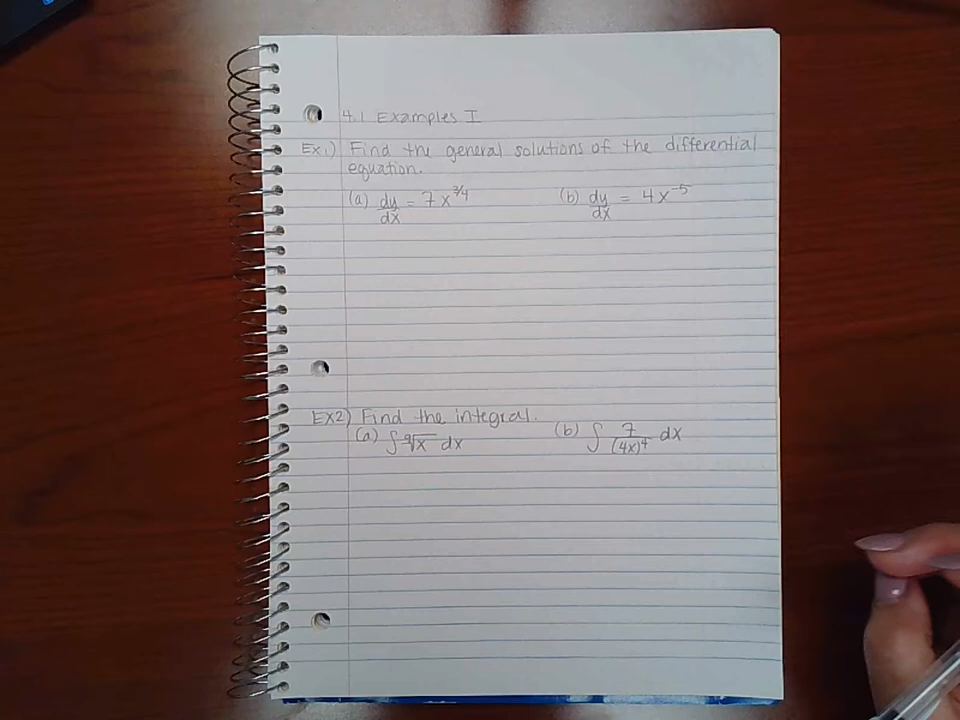 4.1 Examples I
Ex1) Find the general solutions of the differential
equation.
(a) dy/dx = 7x^3/4 (b) dy/dx = 4x^-5
Ex2) Find the integral.
(a) ∫ ⁹√x dx (b) ∫ 7/(4x)^4 dx